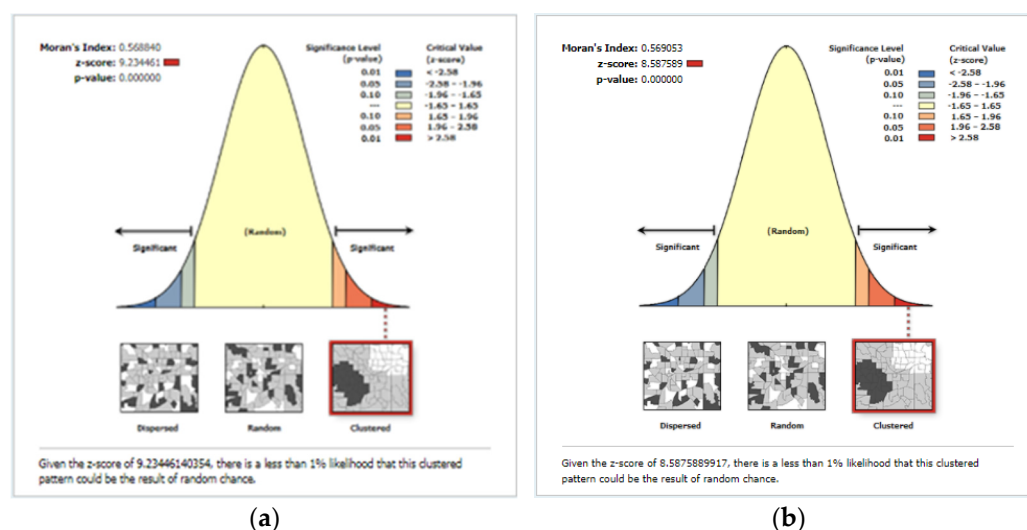 Moran's Index: 0.568840
z-score: 9.234461
p-value: 0.000000
Significance Level (p-value)
Critical Value (z-score)
0.01 < -2.58
0.05 -2.58 – -1.96
0.10 -1.96 – -1.65
--- -1.65 – 1.65
0.10 1.65 – 1.96
0.05 1.96 – 2.58
0.01 > 2.58
(Random)
Significant
Significant
Dispersed
Random
Clustered
Given the z-score of 9.23446140354, there is a less than 1% likelihood that this clustered
pattern could be the result of random chance.
(a)
Moran's Index: 0.569053
z-score: 8.587589
p-value: 0.000000
Significance Level (p-value)
Critical Value (z-score)
0.01 < -2.58
0.05 -2.58 – -1.96
0.10 -1.96 – -1.65
--- -1.65 – 1.65
0.10 1.65 – 1.96
0.05 1.96 – 2.58
0.01 > 2.58
(Random)
Significant
Significant
Dispersed
Random
Clustered
Given the z-score of 8.5875889917, there is a less than 1% likelihood that this clustered
pattern could be the result of random chance.
(b)